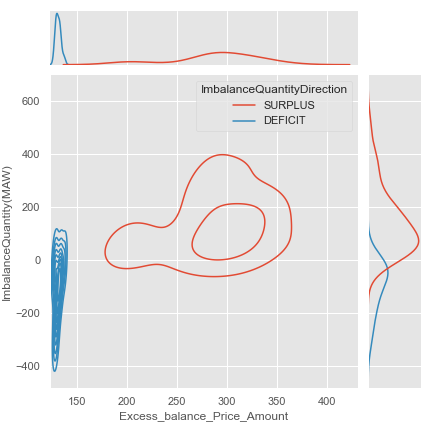 ImbalanceQuantityDirection
SURPLUS
DEFICIT
600
400
200
0
−200
−400
ImbalanceQuantity(MAW)
150
200
250
300
350
400
Excess_balance_Price_Amount